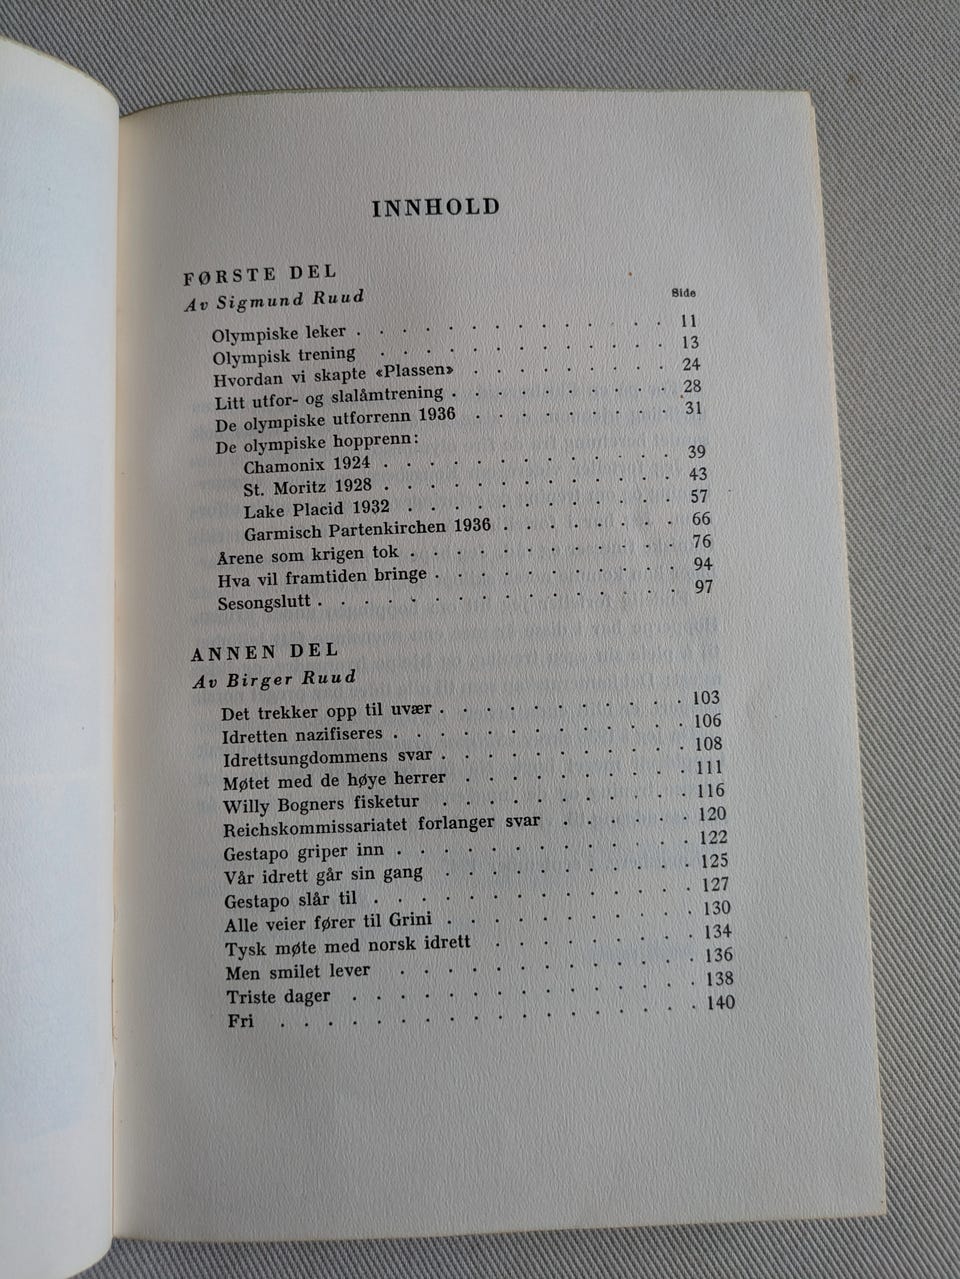 INNHOLD
FØRSTE DEL
Av Sigmund Ruud
Side
Olympiske leker . . . . . . . . . . . . . . 11
Olympisk trening . . . . . . . . . . . . . 13
Hvordan vi skapte «Plassen» . . . . . . . . . 24
Litt utfor- og slalåmtrening . . . . . . . . . . 28
De olympiske utforrenn 1936 . . . . . . . . . 31
De olympiske hopprenn:
Chamonix 1924 . . . . . . . . . . . . . 39
St. Moritz 1928 . . . . . . . . . . . . . 43
Lake Placid 1932 . . . . . . . . . . . . 57
Garmisch Partenkirchen 1936 . . . . . . . . 66
Årene som krigen tok . . . . . . . . . . . . 76
Hva vil framtiden bringe . . . . . . . . . . . 94
Sesongslutt . . . . . . . . . . . . . . . . 97
ANNEN DEL
Av Birger Ruud
Det trekker opp til uvær . . . . . . . . . . . 103
Idretten nazifiseres . . . . . . . . . . . . . 106
Idrettsungdommens svar . . . . . . . . . . . 108
Møtet med de høye herrer . . . . . . . . . . 111
Willy Bogners fisketur . . . . . . . . . . . 116
Reichskommissariatet forlanger svar . . . . . . 120
Gestapo griper inn . . . . . . . . . . . . . 122
Vår idrett går sin gang . . . . . . . . . . . 125
Gestapo slår til . . . . . . . . . . . . . . 127
Alle veier fører til Grini . . . . . . . . . . . 130
Tysk møte med norsk idrett . . . . . . . . . 134
Men smilet lever . . . . . . . . . . . . . 136
Triste dager . . . . . . . . . . . . . . . 138
Fri . . . . . . . . . . . . . . . . . . 140